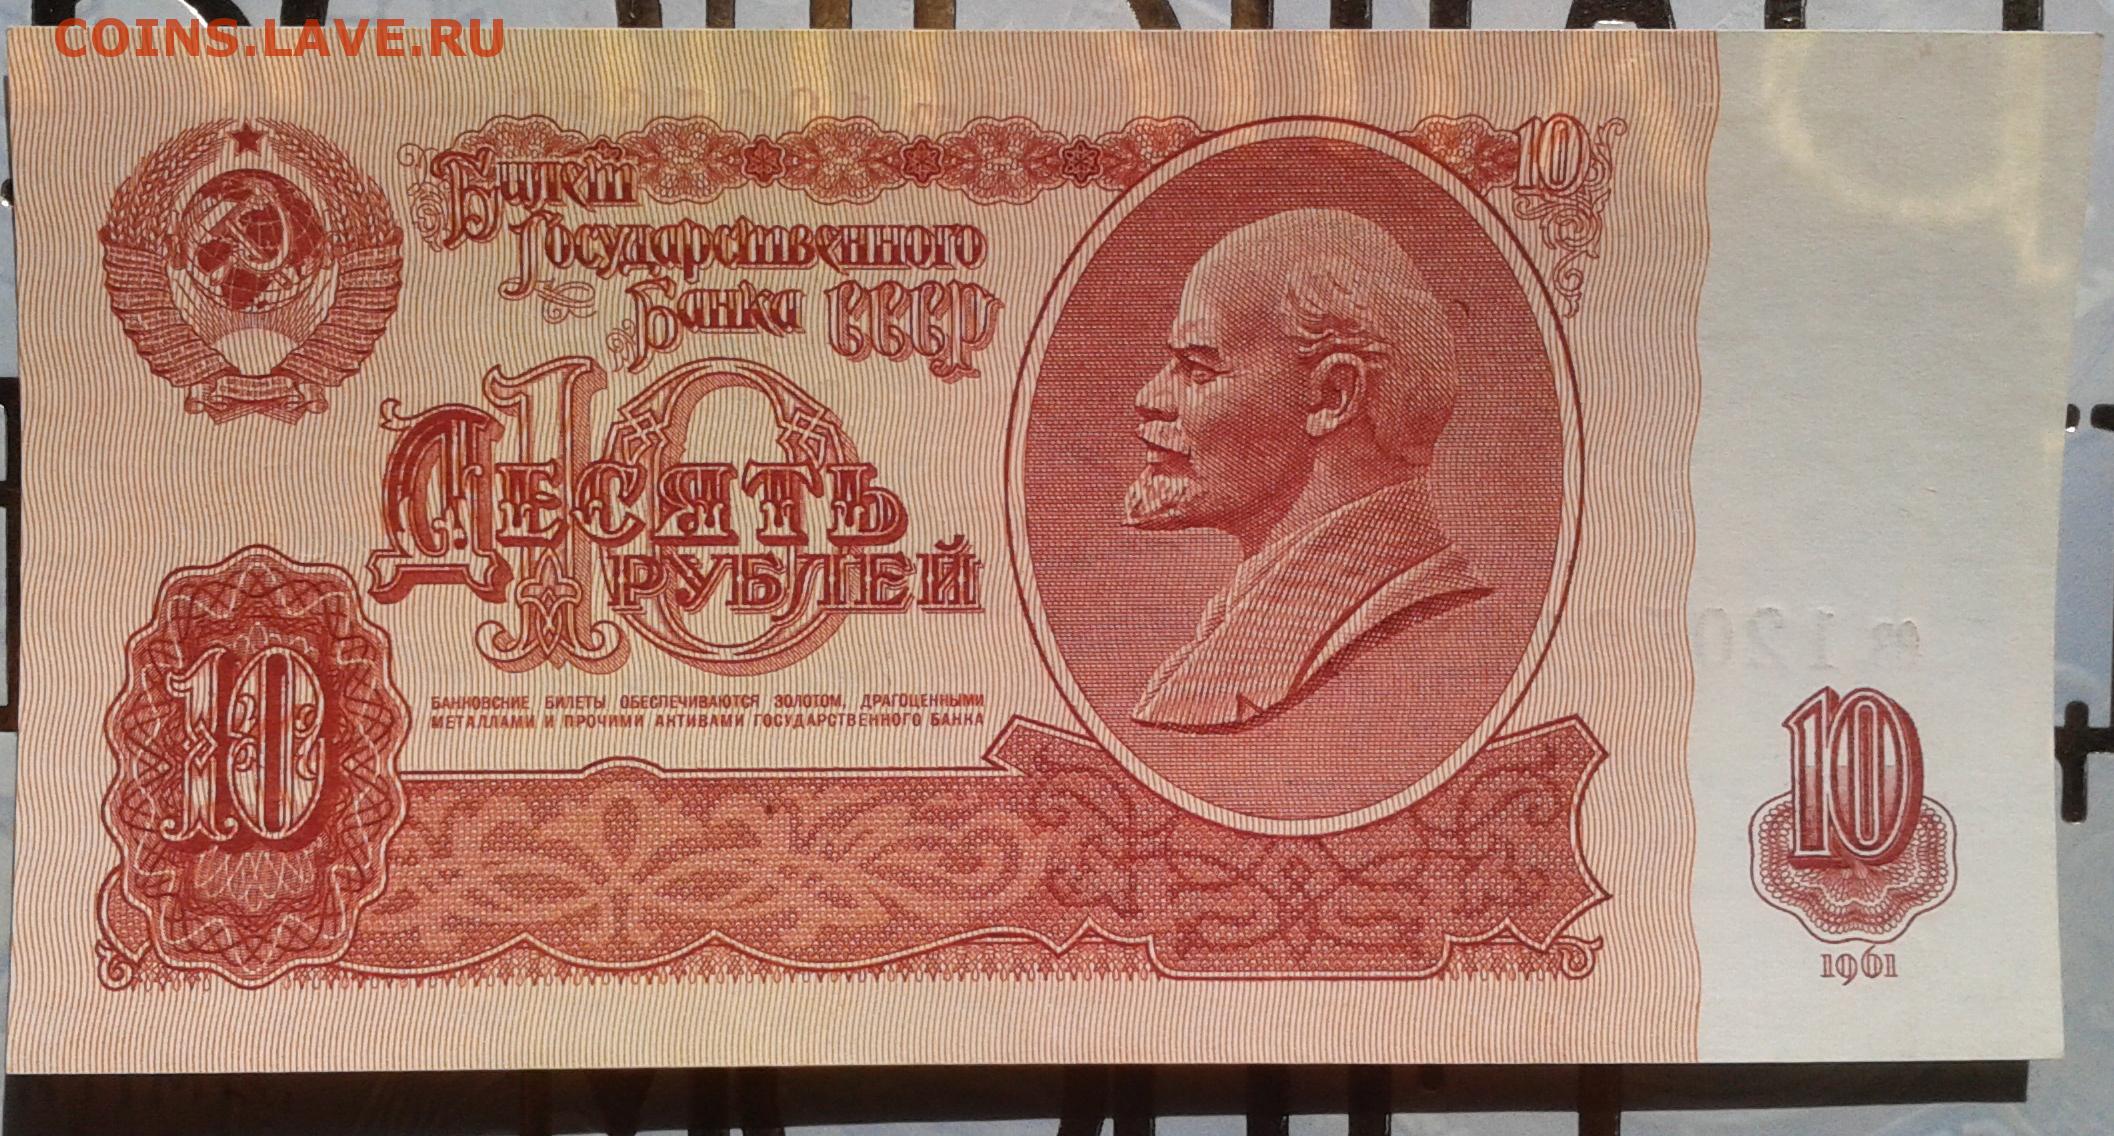 COINS.LAVE.RU
10
Билет
Государственного
Банка СССР
10
Десять
рублей
БАНКОВСКИЕ БИЛЕТЫ ОБЕСПЕЧИВАЮТСЯ ЗОЛОТОМ, ДРАГОЦЕННЫМИ
МЕТАЛЛАМИ И ПРОЧИМИ АКТИВАМИ ГОСУДАРСТВЕННОГО БАНКА
10
10
1961